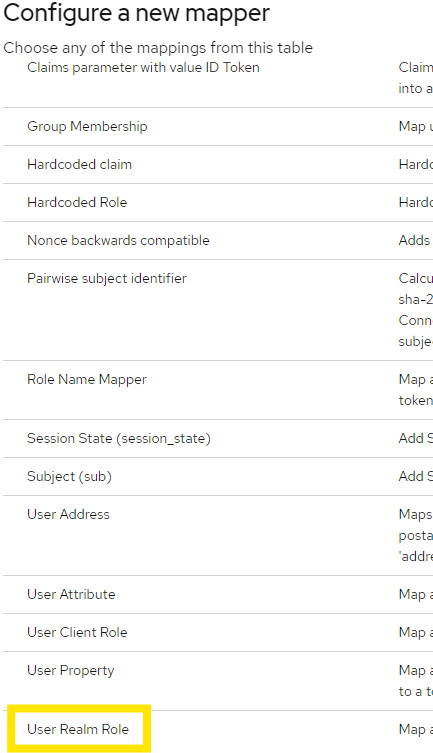 Configure a new mapper
Choose any of the mappings from this table
Claims parameter with value ID Token
Claim
into a
Group Membership
Map u
Hardcoded claim
Hardc
Hardcoded Role
Hardc
Nonce backwards compatible
Adds
Pairwise subject identifier
Calcu
sha-2
Conn
subje
Role Name Mapper
Map a
token
Session State (session_state)
Add S
Subject (sub)
Add S
User Address
Maps
posta
'addre
User Attribute
Map a
User Client Role
Map a
User Property
Map a
to a t
User Realm Role
Map a